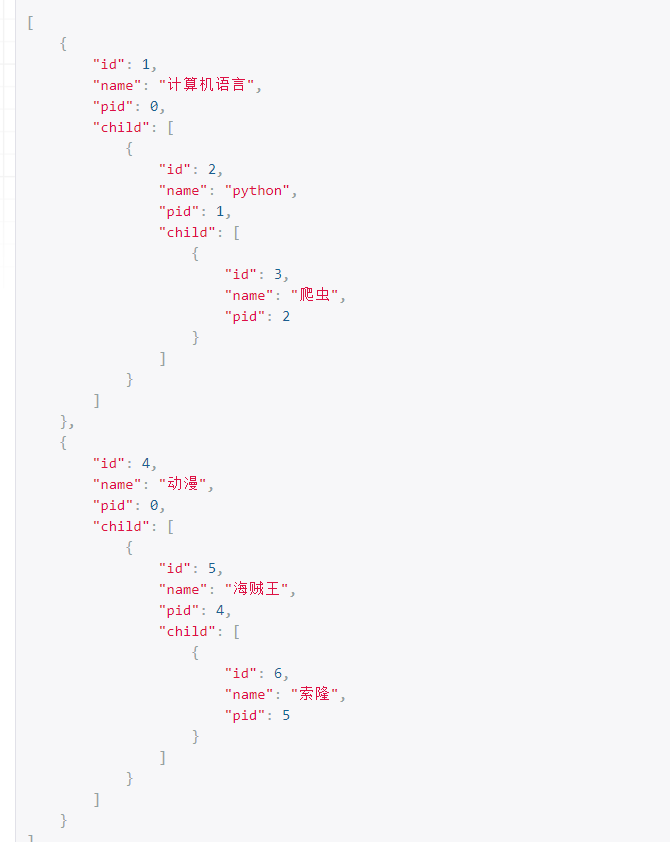 [
    {
        "id": 1,
        "name": "计算机语言",
        "pid": 0,
        "child": [
            {
                "id": 2,
                "name": "python",
                "pid": 1,
                "child": [
                    {
                        "id": 3,
                        "name": "爬虫",
                        "pid": 2
                    }
                ]
            }
        ]
    },
    {
        "id": 4,
        "name": "动漫",
        "pid": 0,
        "child": [
            {
                "id": 5,
                "name": "海贼王",
                "pid": 4,
                "child": [
                    {
                        "id": 6,
                        "name": "索隆",
                        "pid": 5
                    }
                ]
            }
        ]
    }
]